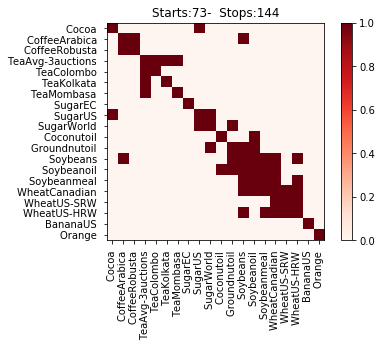 Starts:73-  Stops:144
Cocoa
CoffeeArabica
CoffeeRobusta
TeaAvg-3auctions
TeaColombo
TeaKolkata
TeaMombasa
SugarEC
SugarUS
SugarWorld
Coconutoil
Groundnutoil
Soybeans
Soybeanoil
Soybeanmeal
WheatCanadian
WheatUS-SRW
WheatUS-HRW
BananaUS
Orange
Cocoa
CoffeeArabica
CoffeeRobusta
TeaAvg-3auctions
TeaColombo
TeaKolkata
TeaMombasa
SugarEC
SugarUS
SugarWorld
Coconutoil
Groundnutoil
Soybeans
Soybeanoil
Soybeanmeal
WheatCanadian
WheatUS-SRW
WheatUS-HRW
BananaUS
Orange
1.0
0.8
0.6
0.4
0.2
0.0